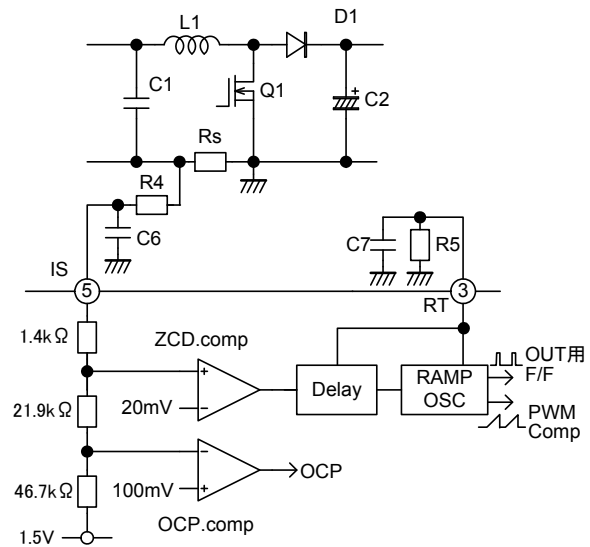 L1
D1
C1
Q1
C2
Rs
R4
C6
C7
R5
IS
5
3
RT
1.4kΩ
ZCD.comp
20mV
Delay
RAMP
OSC
OUT用
F/F
PWM
Comp
21.9kΩ
OCP
100mV
46.7kΩ
OCP.comp
1.5V